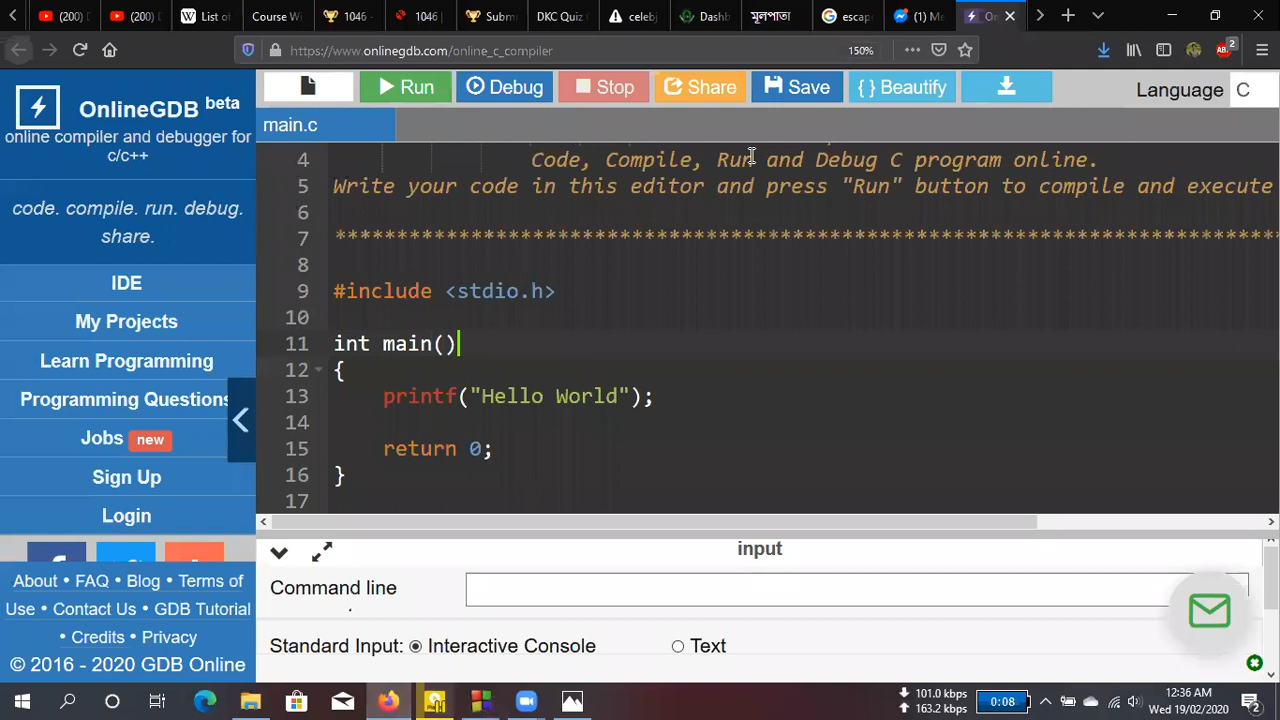 (200) D
(200) D
List of
Course Wi
1046 -
1046 |
Submi
DKC Quiz
celebj
Dashb
মূলপাতা
escap
(1) Me
On
https://www.onlinegdb.com/online_c_compiler
150%
2
OnlineGDB beta
online compiler and debugger for
c/c++
code. compile. run. debug.
share.
IDE
My Projects
Learn Programming
Programming Questions
Jobs new
Sign Up
Login
About • FAQ • Blog • Terms of
Use • Contact Us • GDB Tutorial
• Credits • Privacy
© 2016 - 2020 GDB Online
Run
Debug
Stop
Share
Save
{ } Beautify
Language C
main.c
4 Code, Compile, Run and Debug C program online.
5 Write your code in this editor and press "Run" button to compile and execute
6
7 *****************************************************************************
8
9 #include <stdio.h>
10
11 int main()
12 {
13 printf("Hello World");
14
15 return 0;
16 }
17
input
Command line
Standard Input: Interactive Console Text
101.0 kbps
163.2 kbps
0:08
12:36 AM
Wed 19/02/2020
2